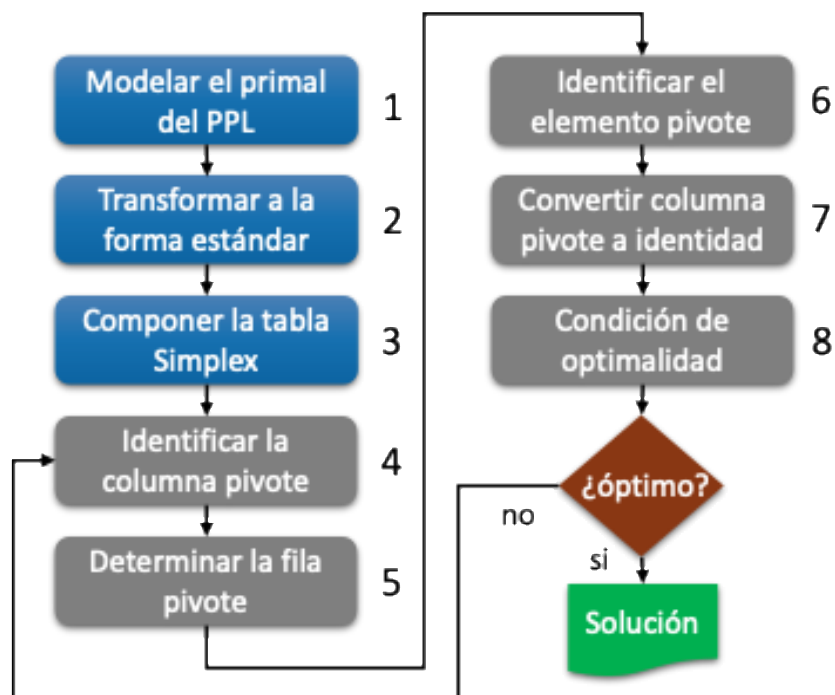 Modelar el primal
del PPL
1
Transformar a la
forma estándar
2
Componer la tabla
Simplex
3
Identificar la
columna pivote
4
Determinar la fila
pivote
5
Identificar el
elemento pivote
6
Convertir columna
pivote a identidad
7
Condición de
optimalidad
8
¿óptimo?
no
si
Solución